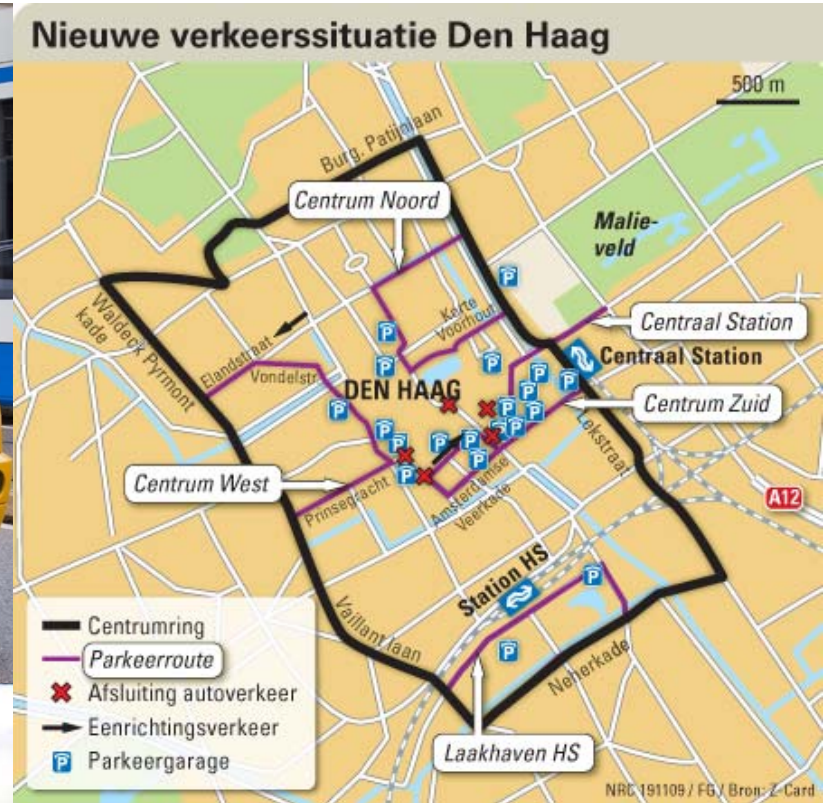 Nieuwe verkeerssituatie Den Haag
500 m
Burg. Patijnlaan
Centrum Noord
Malie-
veld
Korte
Voorhout
Centraal Station
Centraal Station
Waldeck Pyrmont
kade
Elandstraat
Vondelstr.
DEN HAAG
Centrum Zuid
Lekstraat
Centrum West
Prinsegracht
Amsterdamse
Veerkade
A12
Station HS
Vaillantlaan
Neherkade
Laakhaven HS
Centrumring
Parkeerroute
Afsluiting autoverkeer
Eenrichtingsverkeer
P Parkeergarage
NRC 191109 / FG / Bron: Z-Card